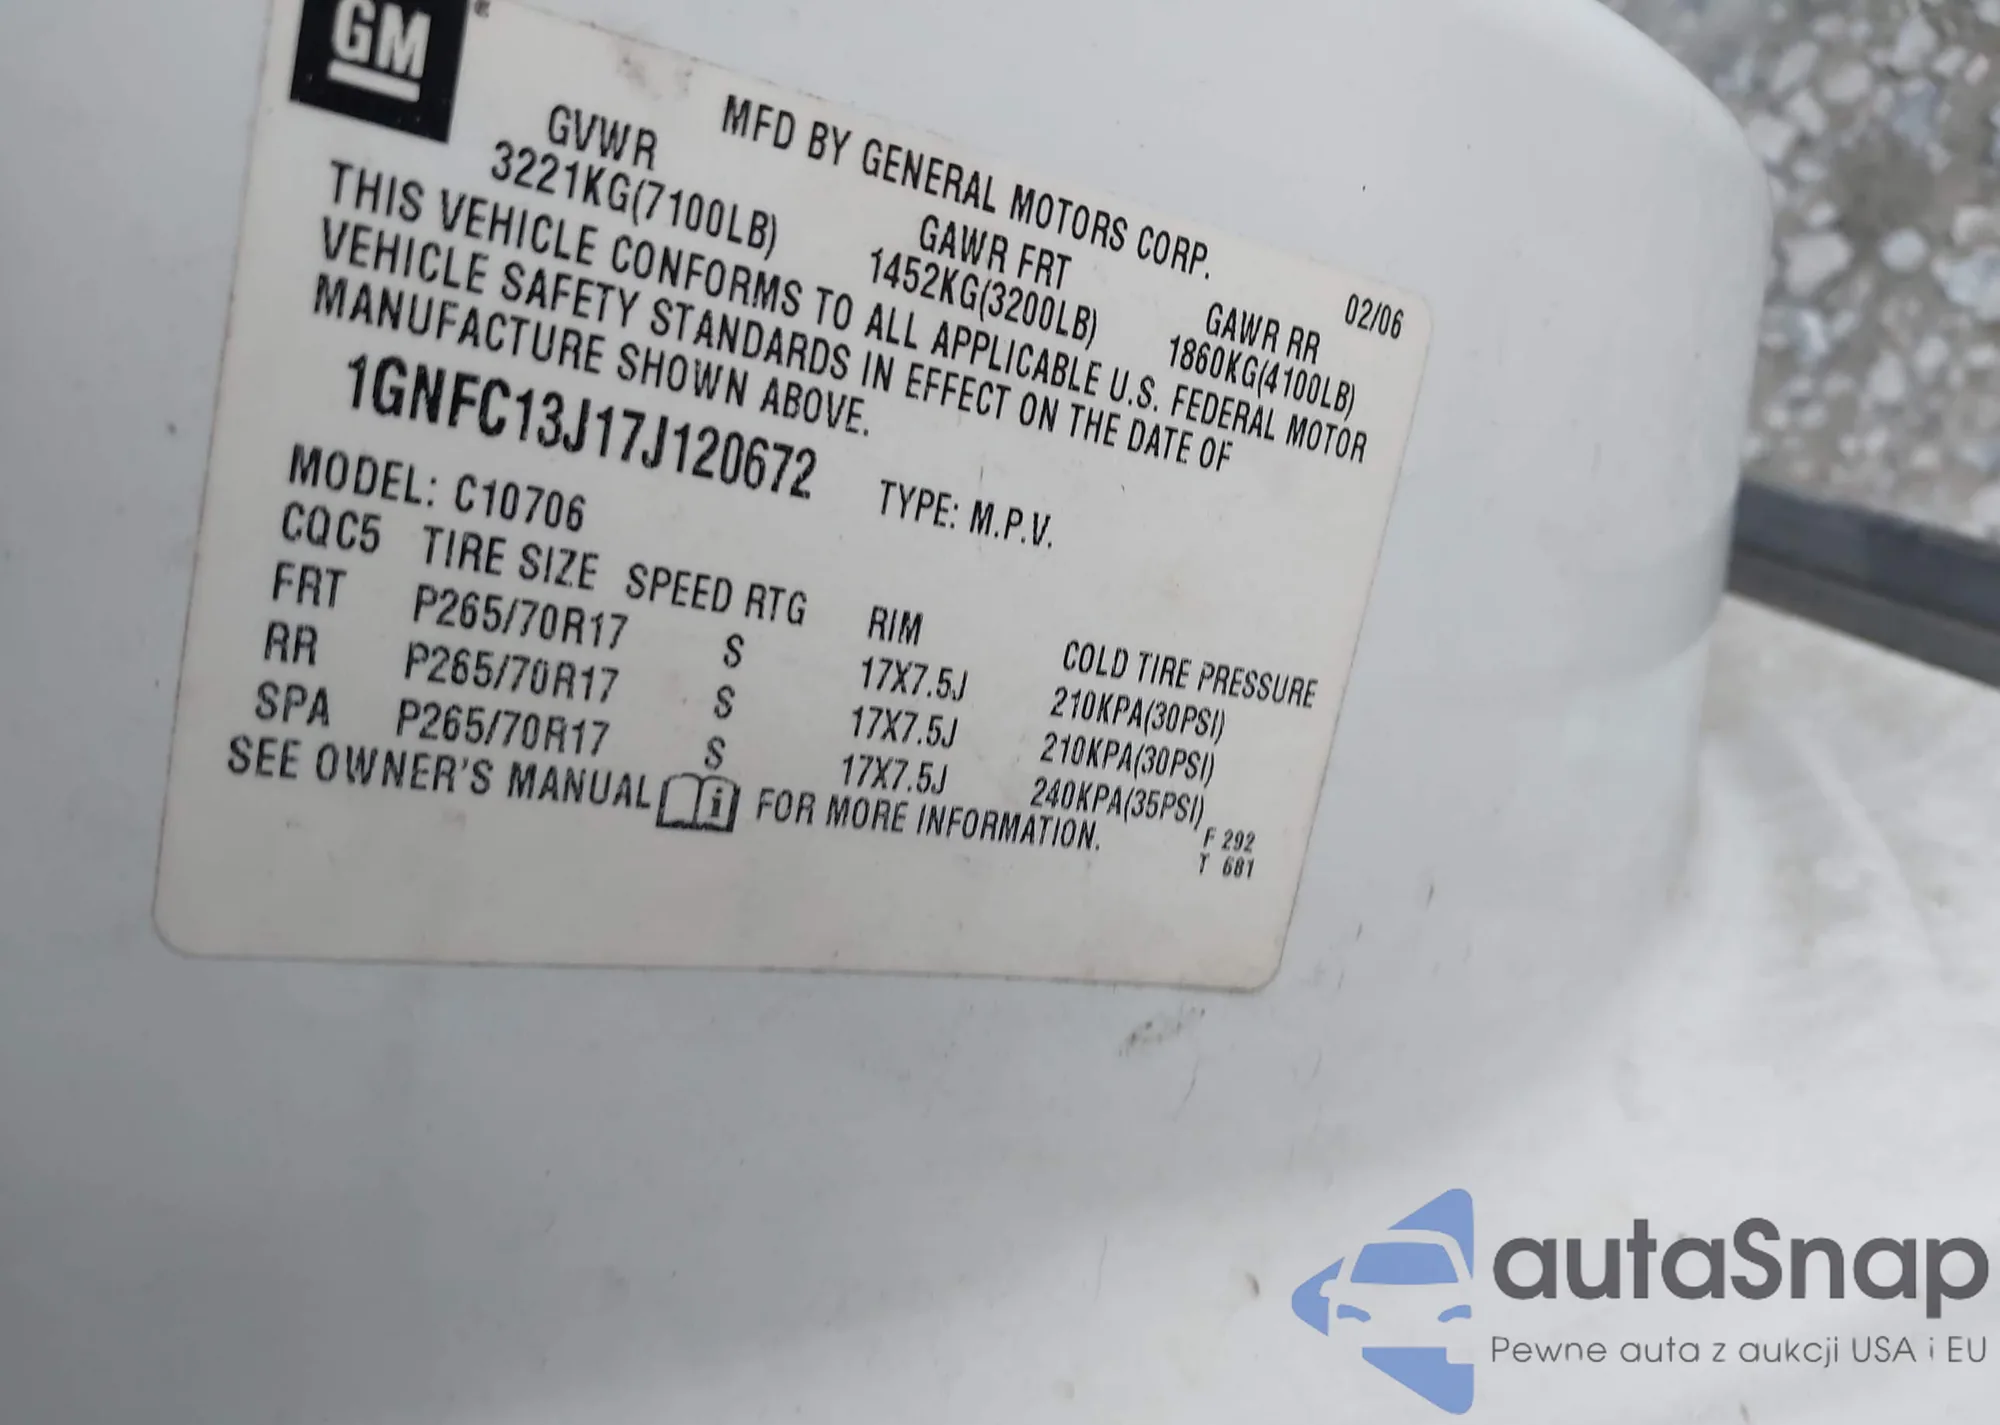 GM
MFD BY GENERAL MOTORS CORP.
02/06
GVWR GAWR FRT GAWR RR
3221KG(7100LB) 1452KG(3200LB) 1860KG(4100LB)
THIS VEHICLE CONFORMS TO ALL APPLICABLE U.S. FEDERAL MOTOR
VEHICLE SAFETY STANDARDS IN EFFECT ON THE DATE OF
MANUFACTURE SHOWN ABOVE.
1GNFC13J17J120672 TYPE: M.P.V.
MODEL: C10706
CQC5 TIRE SIZE SPEED RTG RIM COLD TIRE PRESSURE
FRT P265/70R17 S 17X7.5J 210KPA(30PSI)
RR P265/70R17 S 17X7.5J 210KPA(30PSI)
SPA P265/70R17 S 17X7.5J 240KPA(35PSI)
SEE OWNER'S MANUAL i FOR MORE INFORMATION.
F 292
T 681
autaSnap
Pewne auta z aukcji USA i EU